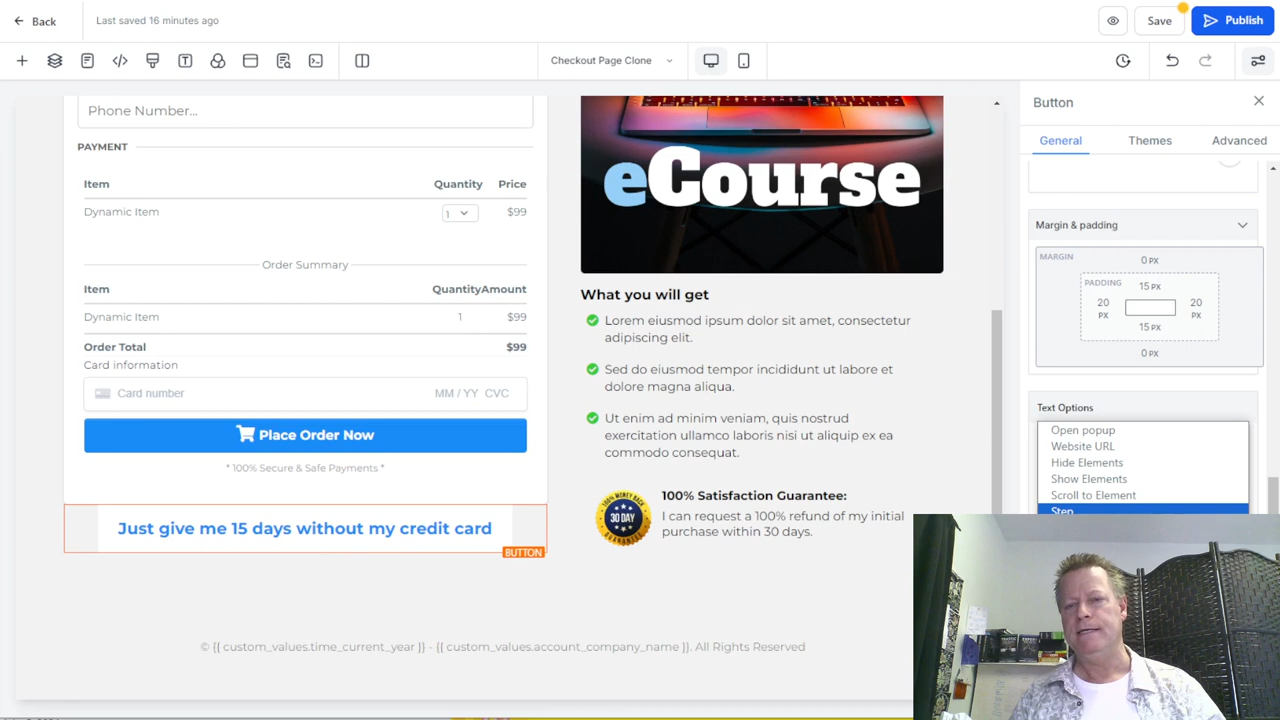 Back
Last saved 16 minutes ago
Save
Publish
Checkout Page Clone
Phone Number...
PAYMENT
Item Quantity Price
Dynamic Item 1 $99
Order Summary
Item QuantityAmount
Dynamic Item 1 $99
Order Total $99
Card information
Card number MM / YY CVC
Place Order Now
* 100% Secure & Safe Payments *
Just give me 15 days without my credit card
BUTTON
eCourse
What you will get
Lorem eiusmod ipsum dolor sit amet, consectetur
adipiscing elit.
Sed do eiusmod tempor incididunt ut labore et
dolore magna aliqua.
Ut enim ad minim veniam, quis nostrud
exercitation ullamco laboris nisi ut aliquip ex ea
commodo consequat.
30 DAY
100% Satisfaction Guarantee:
I can request a 100% refund of my initial
purchase within 30 days.
© {{ custom_values.time_current_year }} - {{ custom_values.account_company_name }}. All Rights Reserved
Button
General Themes Advanced
Margin & padding
MARGIN
0 PX
PADDING
15 PX
20 PX
20 PX
15 PX
0 PX
Text Options
Open popup
Website URL
Hide Elements
Show Elements
Scroll to Element
Step